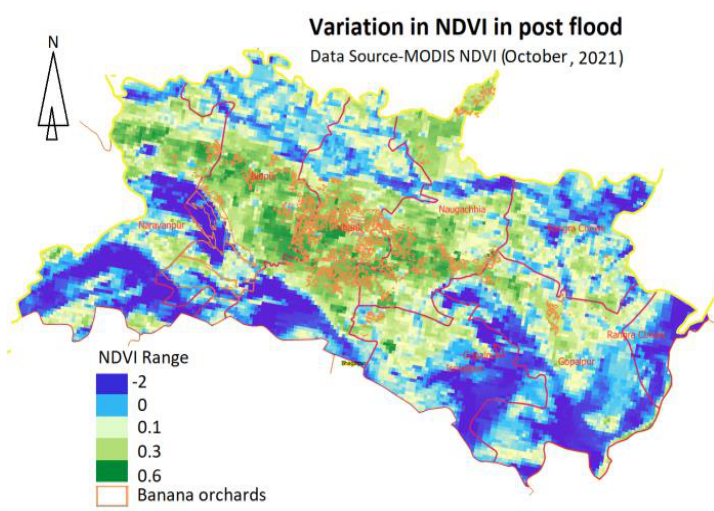 Variation in NDVI in post flood
Data Source-MODIS NDVI (October, 2021)
N
Naugachhia
Narayanpur
Gopalpur
NDVI Range
-2
0
0.1
0.3
0.6
Banana orchards